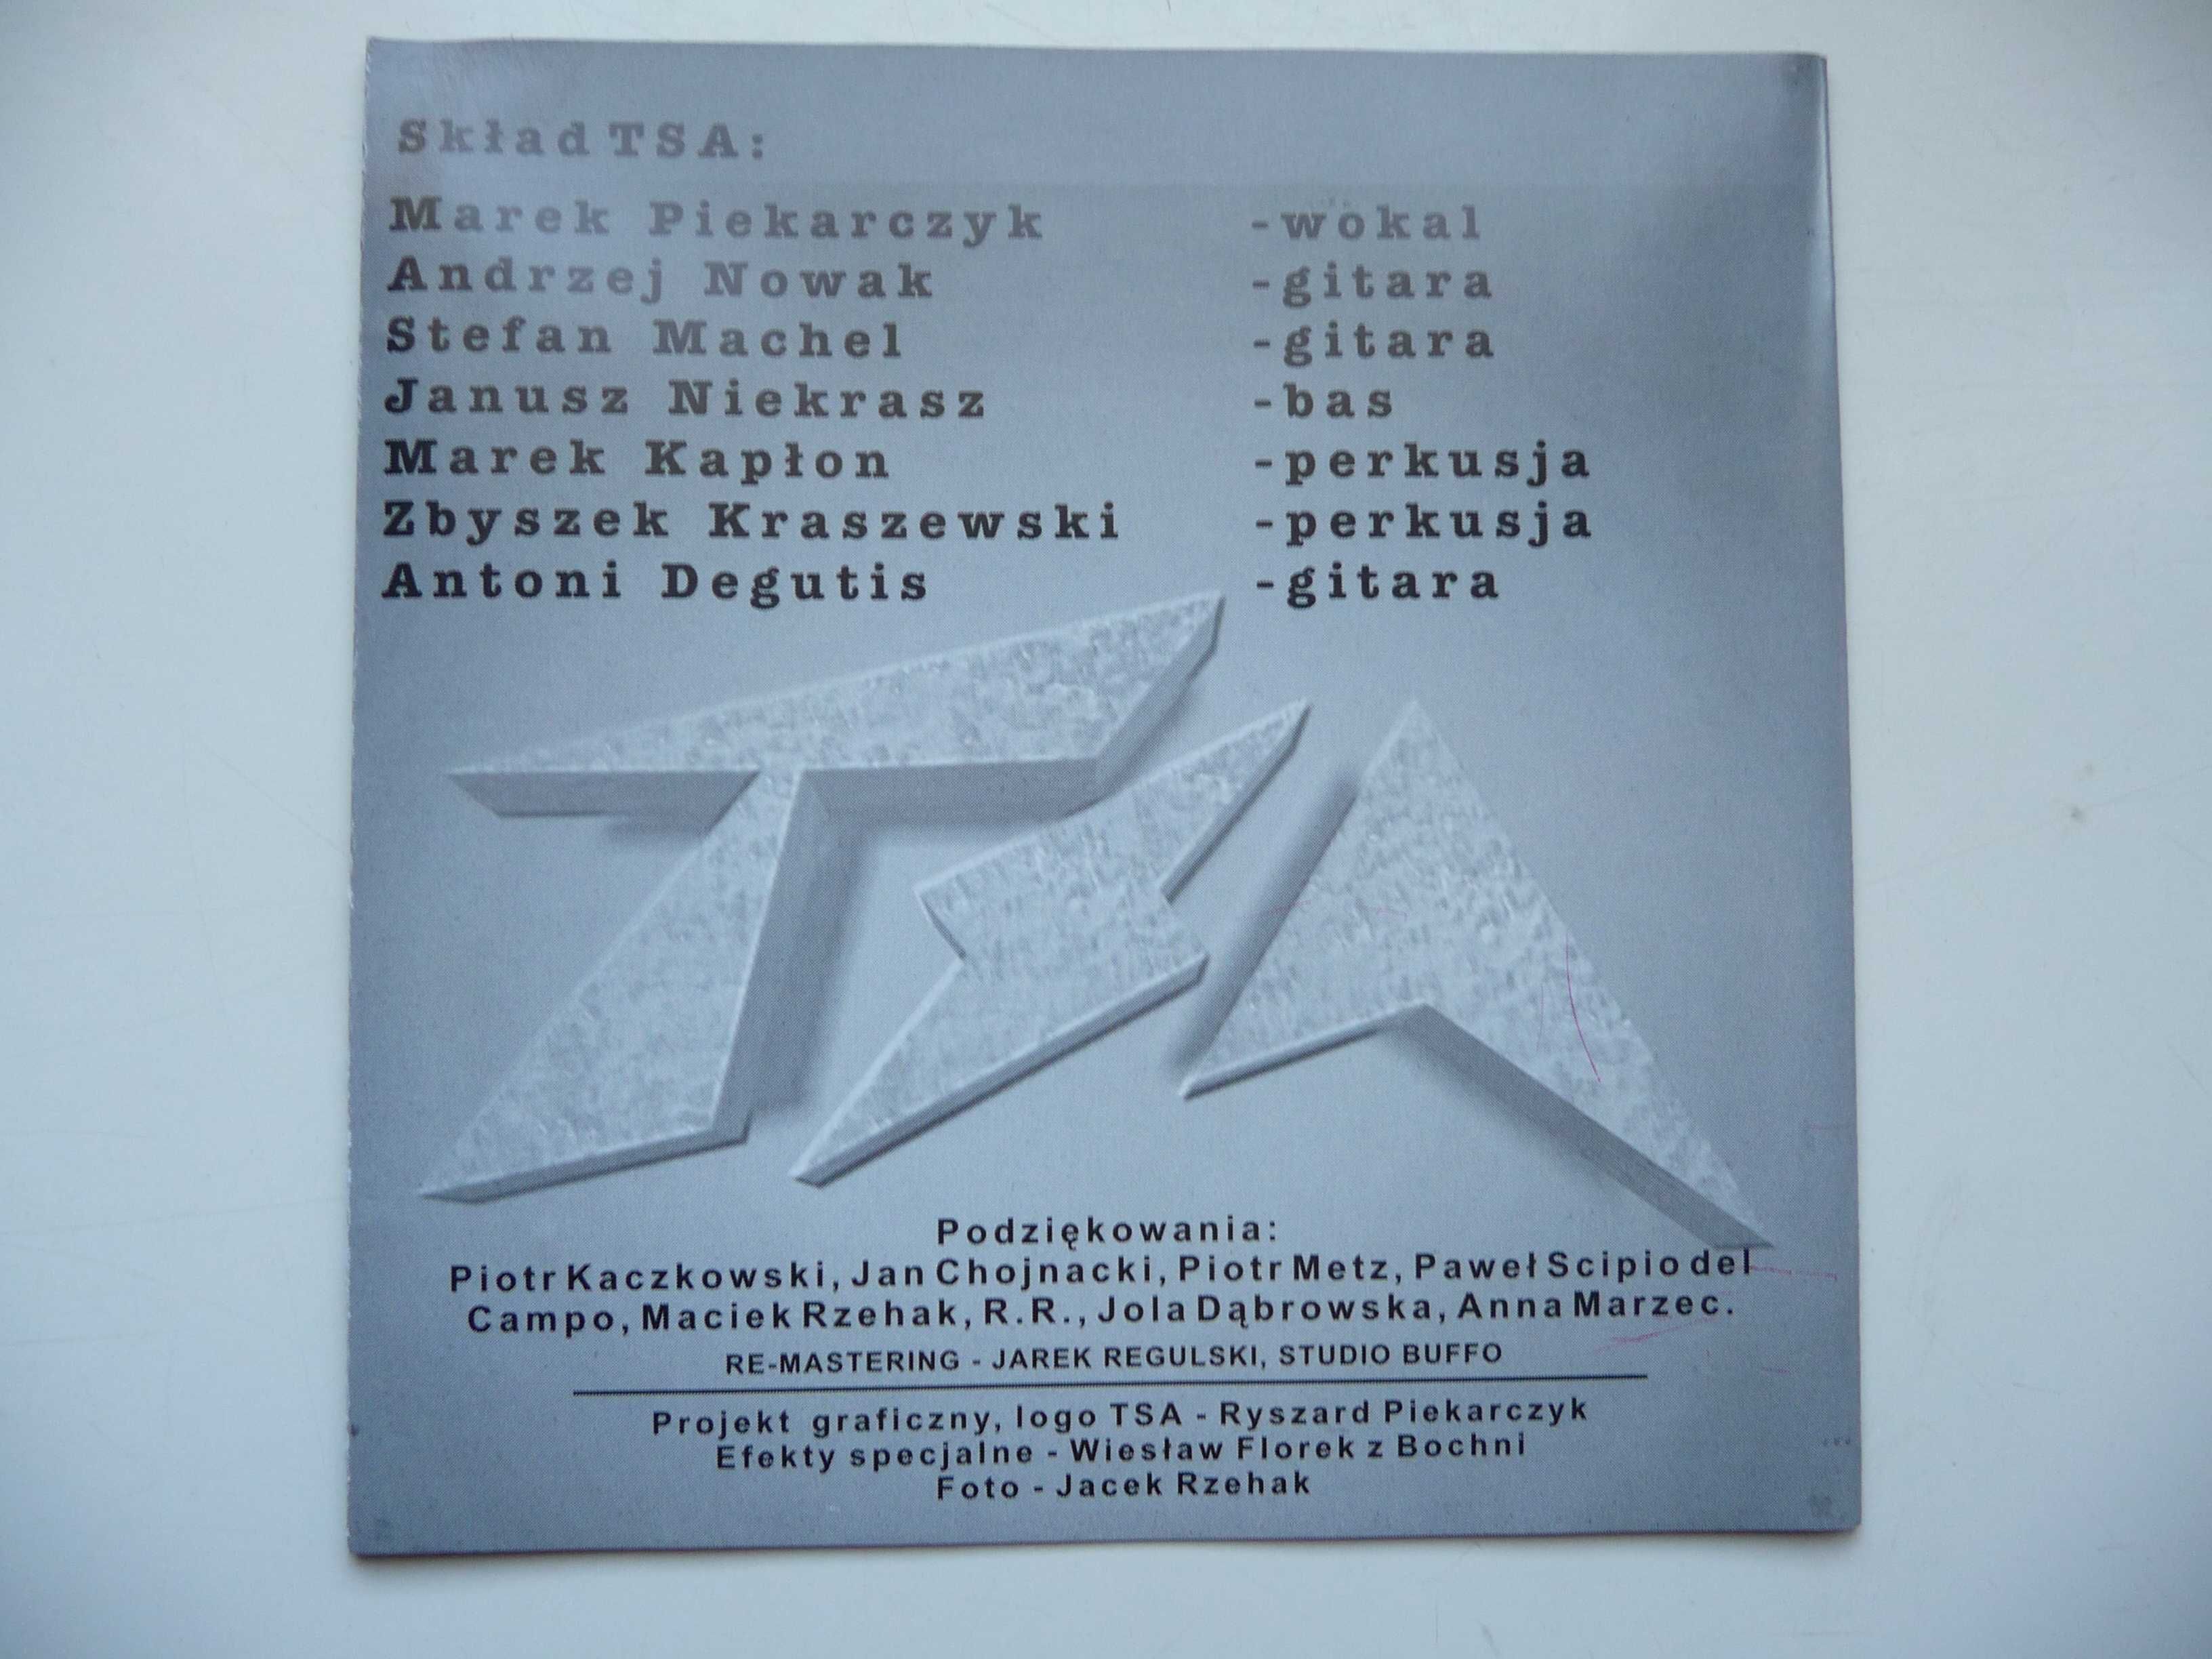 Skład TSA:
Marek Piekarczyk -wokal
Andrzej Nowak -gitara
Stefan Machel -gitara
Janusz Niekrasz -bas
Marek Kapłon -perkusja
Zbyszek Kraszewski -perkusja
Antoni Degutis -gitara
TSA
Podziękowania:
Piotr Kaczkowski, Jan Chojnacki, Piotr Metz, Paweł Scipio del
Campo, Maciek Rzehak, R.R., Jola Dąbrowska, Anna Marzec.
RE-MASTERING - JAREK REGULSKI, STUDIO BUFFO
Projekt graficzny, logo TSA - Ryszard Piekarczyk
Efekty specjalne - Wiesław Florek z Bochni
Foto - Jacek Rzehak